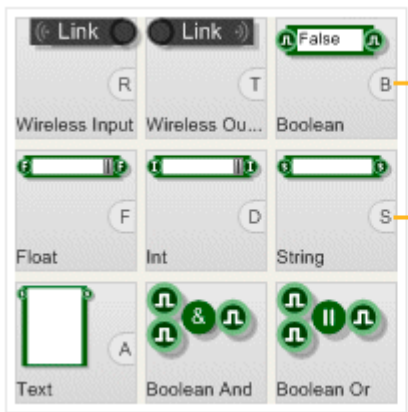 Link Link False
R T B
Wireless Input Wireless Ou... Boolean
F F I I S S
F D S
Float Int String
A & ||
Text Boolean And Boolean Or